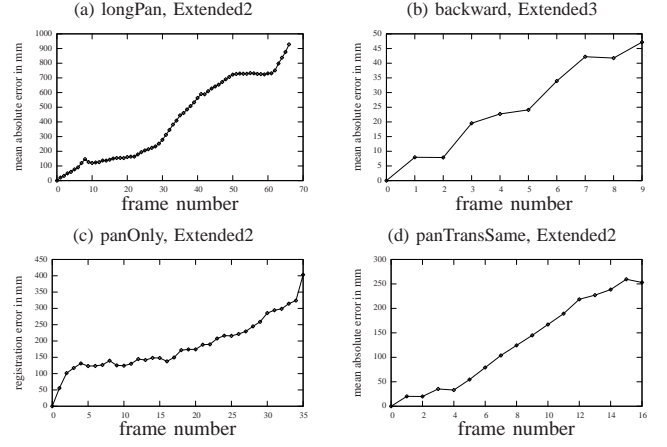 (a) longPan, Extended2
1000
900
800
700
600
500
400
300
200
100
0
0 10 20 30 40 50 60 70
mean absolute error in mm
frame number
(b) backward, Extended3
50
45
40
35
30
25
20
15
10
5
0
0 1 2 3 4 5 6 7 8 9
mean absolute error in mm
frame number
(c) panOnly, Extended2
450
400
350
300
250
200
150
100
50
0
0 5 10 15 20 25 30 35
registration error in mm
frame number
(d) panTransSame, Extended2
300
250
200
150
100
50
0
0 2 4 6 8 10 12 14 16
mean absolute error in mm
frame number